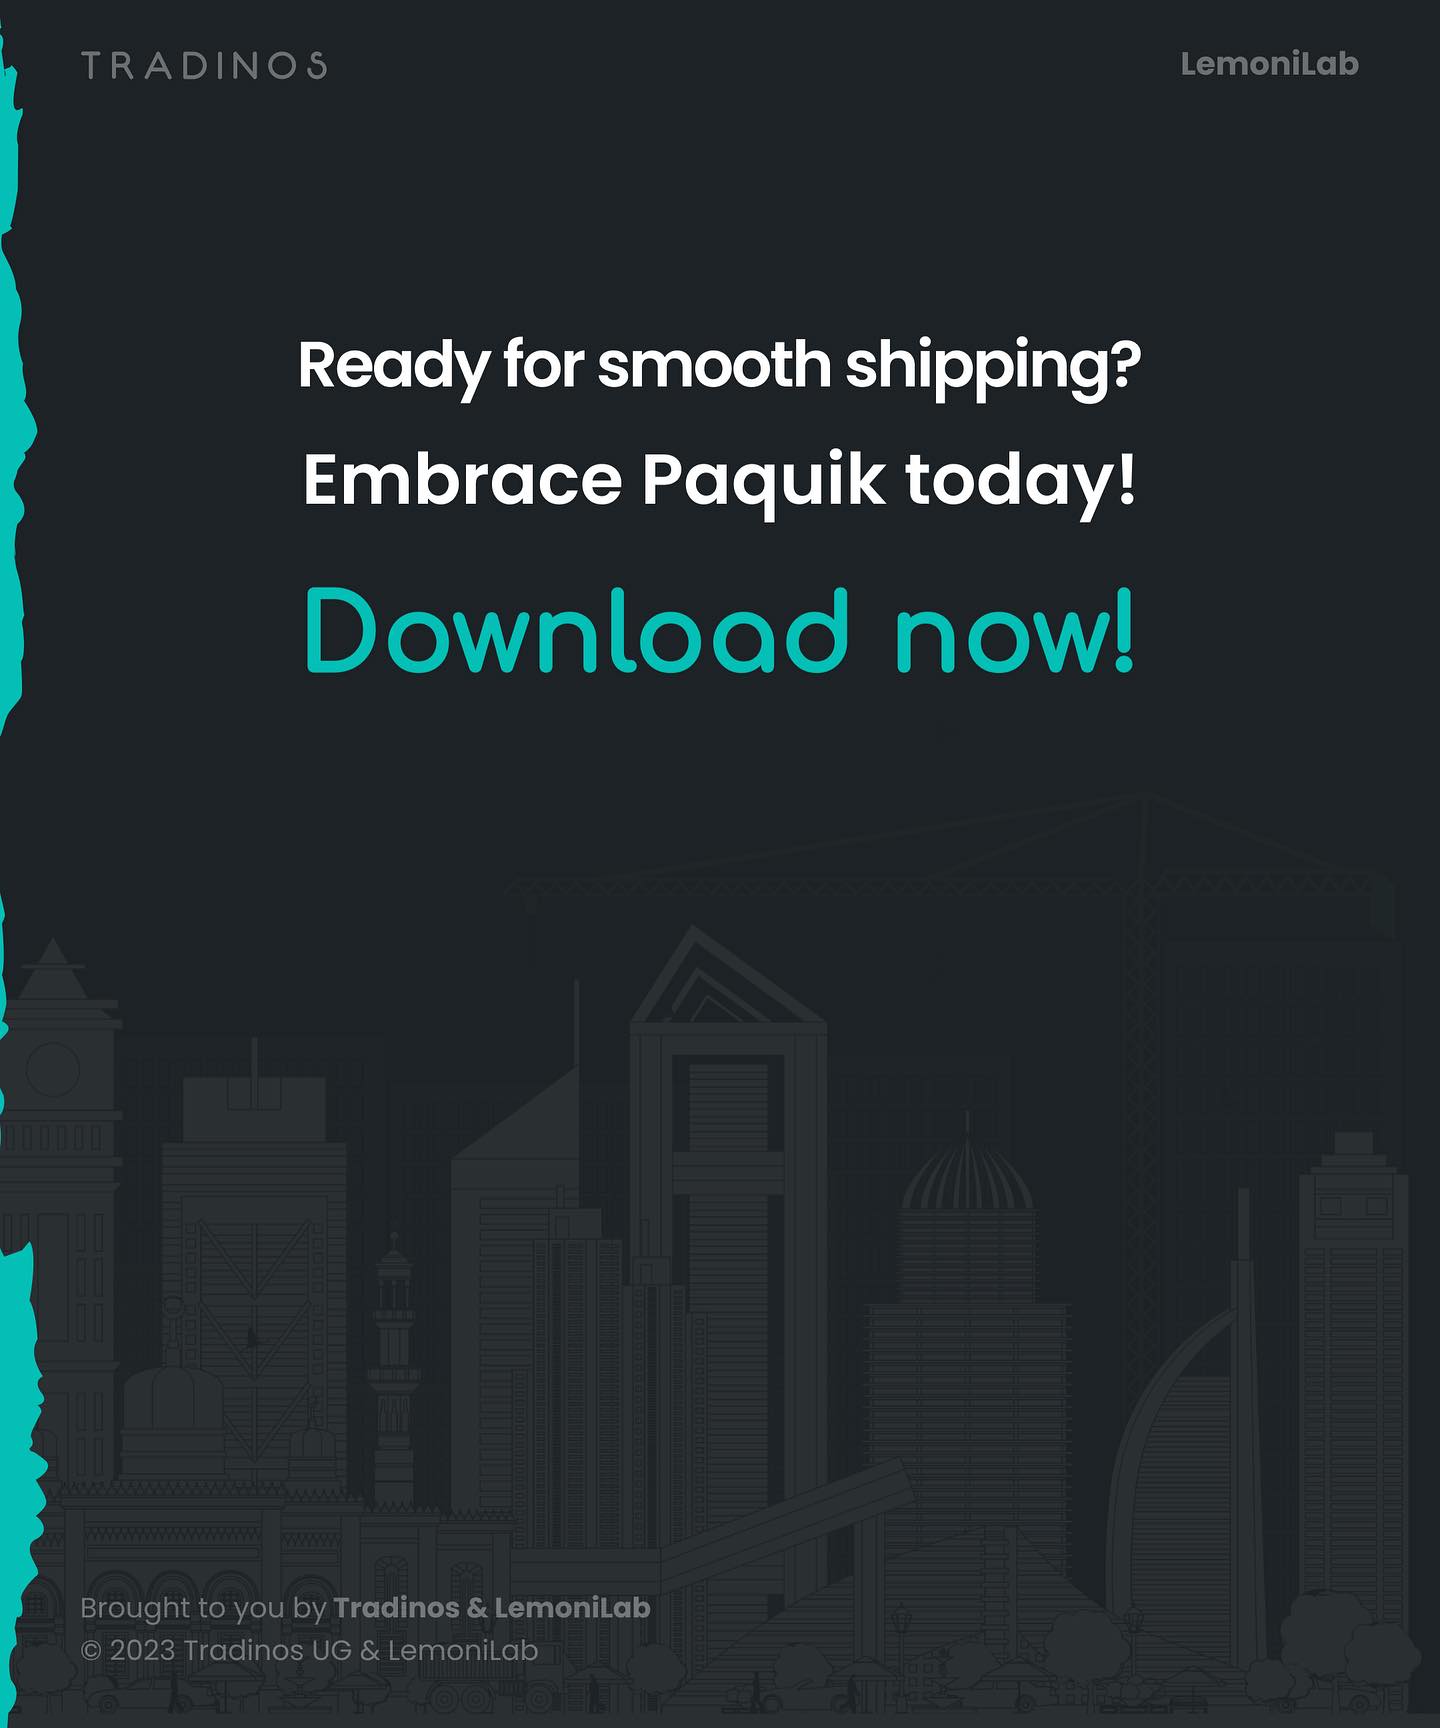 TRADINOS
LemoniLab
Ready for smooth shipping?
Embrace Paquik today!
Download now!
Brought to you by Tradinos & LemoniLab
© 2023 Tradinos UG & LemoniLab